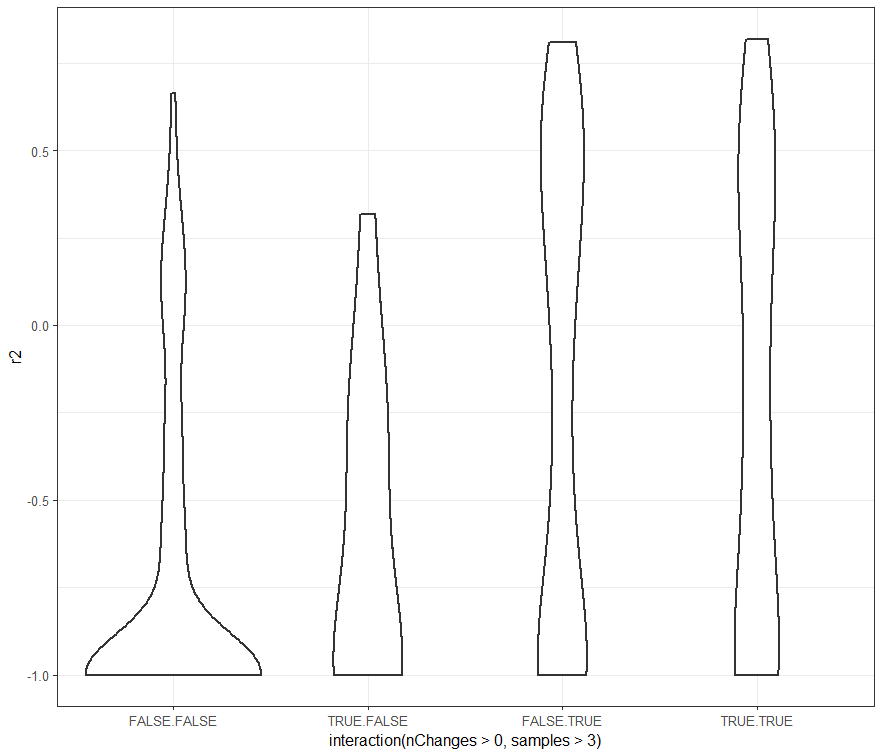 r2
0.5
0.0
-0.5
-1.0
FALSE.FALSE TRUE.FALSE FALSE.TRUE TRUE.TRUE
interaction(nChanges > 0, samples > 3)